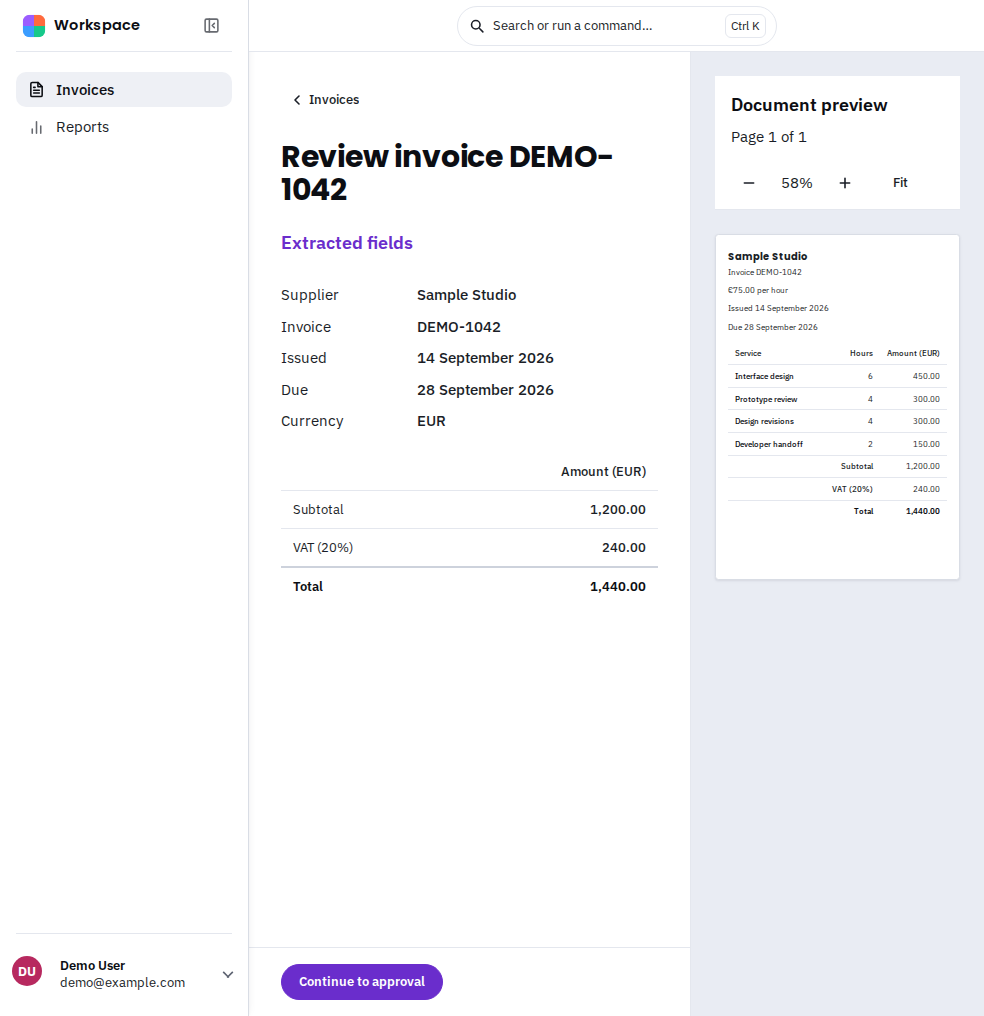 Workspace
Search or run a command...
Ctrl K
Invoices
Reports
Invoices
Review invoice DEMO-
1042
Extracted fields
Supplier Sample Studio
Invoice DEMO-1042
Issued 14 September 2026
Due 28 September 2026
Currency EUR
Amount (EUR)
Subtotal 1,200.00
VAT (20%) 240.00
Total 1,440.00
Continue to approval
Document preview
Page 1 of 1
58% Fit
Sample Studio
Invoice DEMO-1042
€75.00 per hour
Issued 14 September 2026
Due 28 September 2026
Service Hours Amount (EUR)
Interface design 6 450.00
Prototype review 4 300.00
Design revisions 4 300.00
Developer handoff 2 150.00
Subtotal 1,200.00
VAT (20%) 240.00
Total 1,440.00
DU
Demo User
demo@example.com